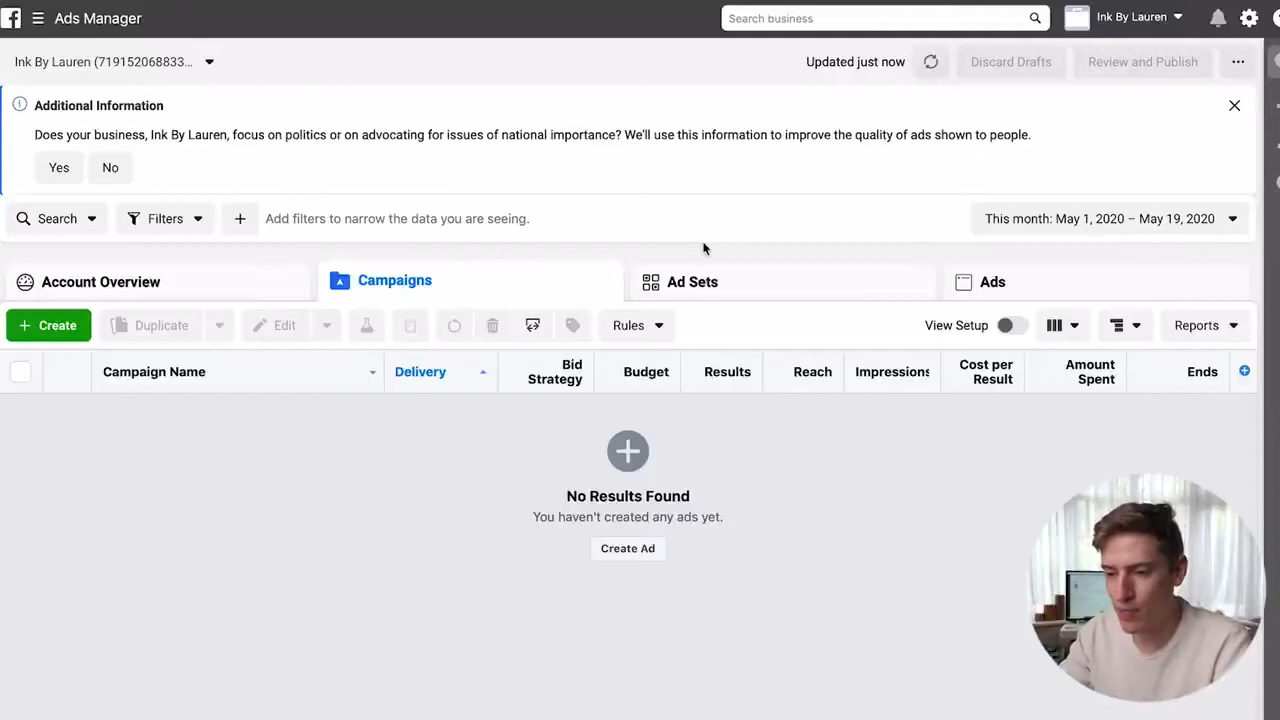 Ads Manager
Search business
Ink By Lauren
Ink By Lauren (719152068833...
Updated just now
Discard Drafts
Review and Publish
Additional Information
Does your business, Ink By Lauren, focus on politics or on advocating for issues of national importance? We'll use this information to improve the quality of ads shown to people.
Yes
No
Search
Filters
Add filters to narrow the data you are seeing.
This month: May 1, 2020 – May 19, 2020
Account Overview
Campaigns
Ad Sets
Ads
+ Create
Duplicate
Edit
Rules
View Setup
Reports
Campaign Name
Delivery
Bid
Strategy
Budget
Results
Reach
Impressions
Cost per
Result
Amount
Spent
Ends
No Results Found
You haven't created any ads yet.
Create Ad